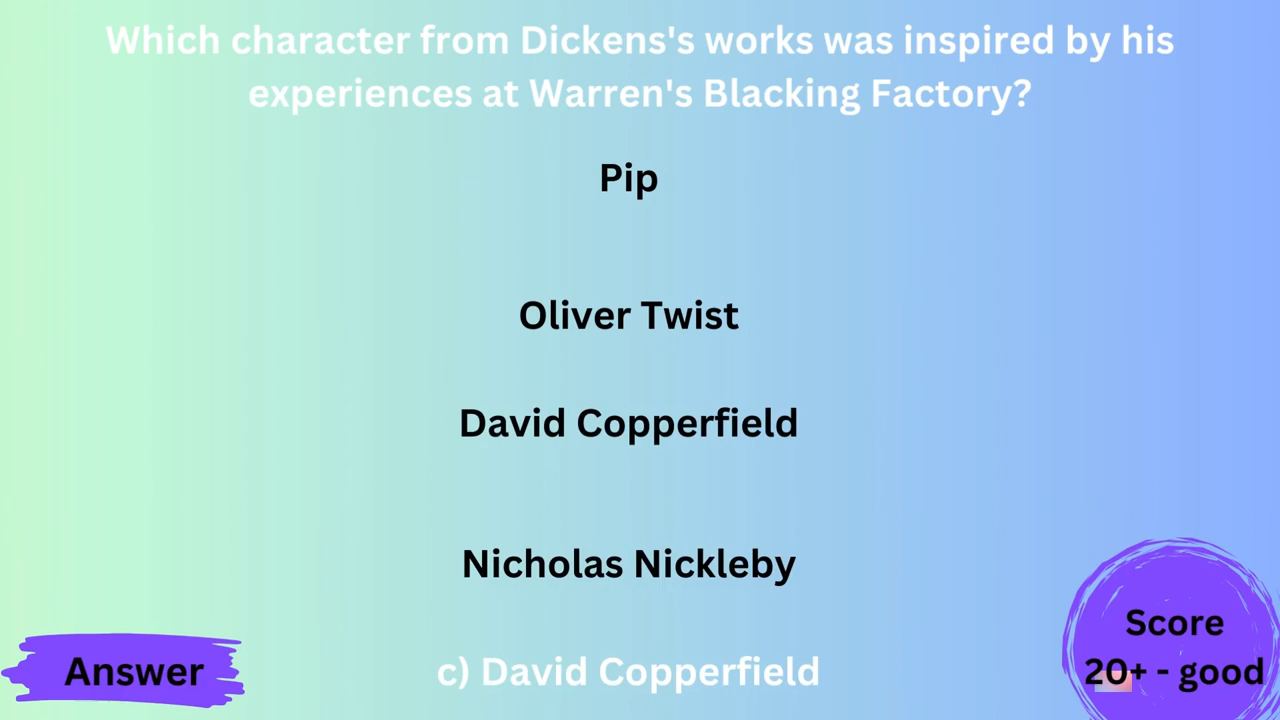 Which character from Dickens's works was inspired by his
experiences at Warren's Blacking Factory?
Pip
Oliver Twist
David Copperfield
Nicholas Nickleby
Answer
c) David Copperfield
Score
20+ - good